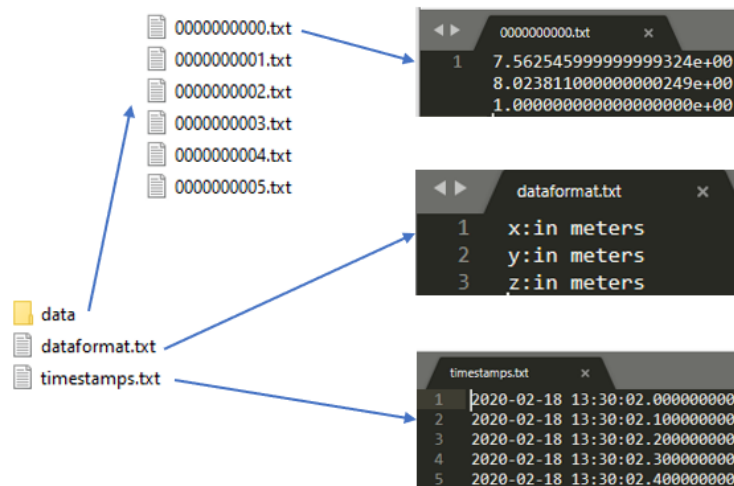 0000000000.txt
0000000001.txt
0000000002.txt
0000000003.txt
0000000004.txt
0000000005.txt
0000000000.txt ×
1 7.562545999999999324e+00
8.023811000000000249e+00
1.000000000000000000e+00
dataformat.txt ×
1 x:in meters
2 y:in meters
3 z:in meters
data
dataformat.txt
timestamps.txt
timestamps.txt ×
1 2020-02-18 13:30:02.000000000
2 2020-02-18 13:30:02.100000000
3 2020-02-18 13:30:02.200000000
4 2020-02-18 13:30:02.300000000
5 2020-02-18 13:30:02.400000000